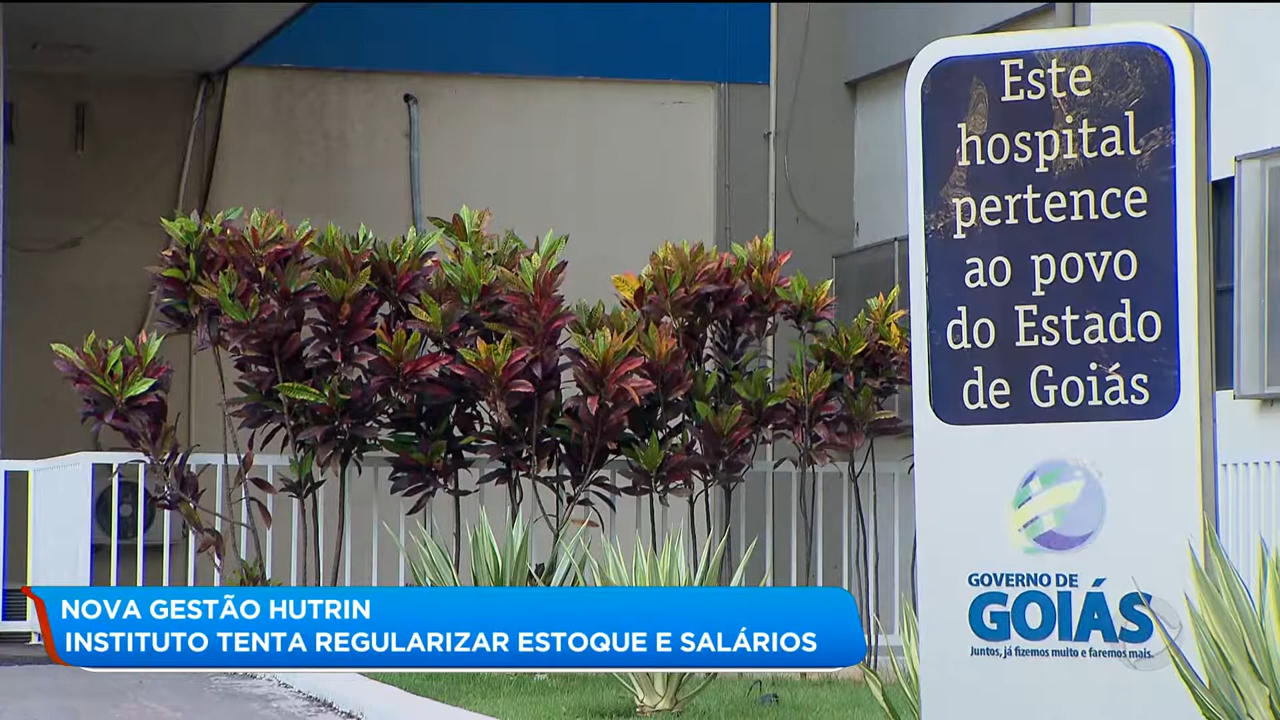 Este
hospital
pertence
ao povo
do Estado
de Goiás
GOVERNO DE
GOIÁS
Juntos, já fizemos muito e faremos mais.
NOVA GESTÃO HUTRIN
INSTITUTO TENTA REGULARIZAR ESTOQUE E SALÁRIOS